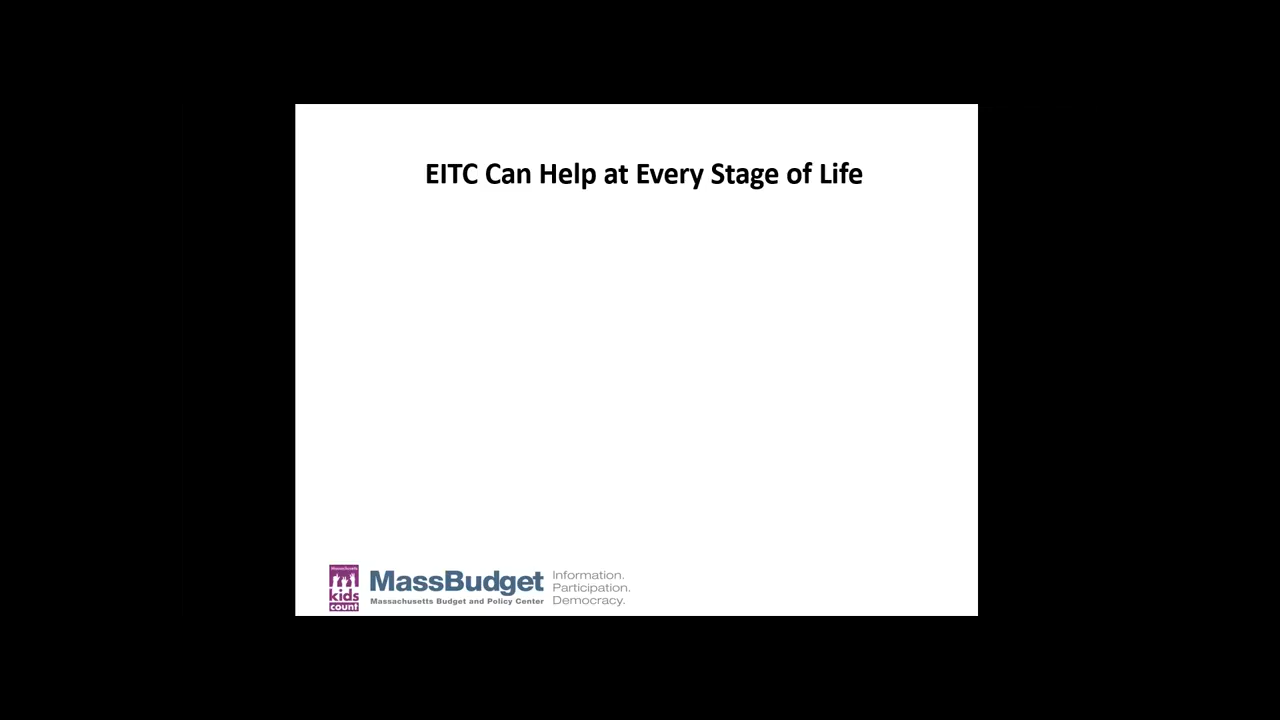 EITC Can Help at Every Stage of Life
Massachusetts
kids
count
MassBudget
Massachusetts Budget and Policy Center
Information.
Participation.
Democracy.